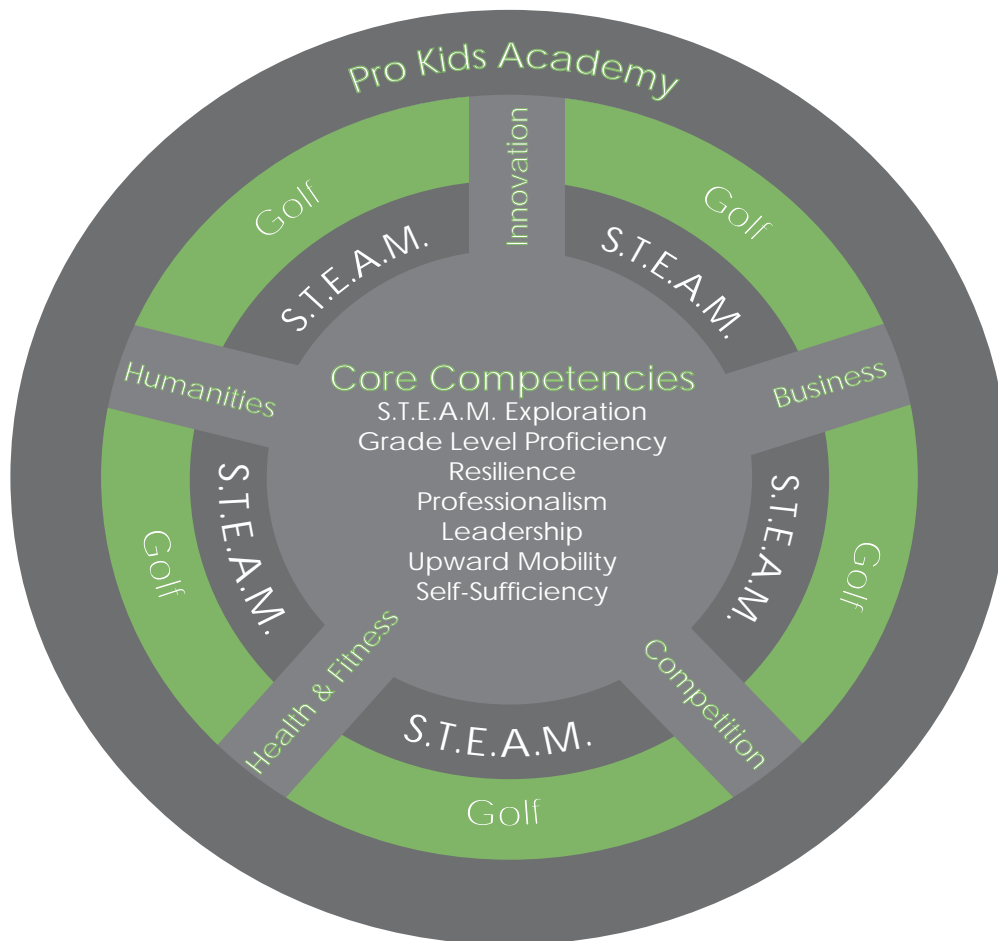 Pro Kids Academy
Innovation
Golf
Golf
S.T.E.A.M.
S.T.E.A.M.
Humanities
Business
Core Competencies
S.T.E.A.M. Exploration
Grade Level Proficiency
Resilience
Professionalism
Leadership
Upward Mobility
Self-Sufficiency
S.T.E.A.M.
S.T.E.A.M.
Golf
Golf
Health & Fitness
Competition
S.T.E.A.M.
Golf